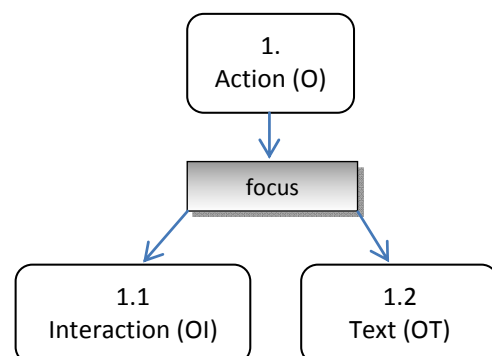 1.
Action (O)
focus
1.1
Interaction (OI)
1.2
Text (OT)